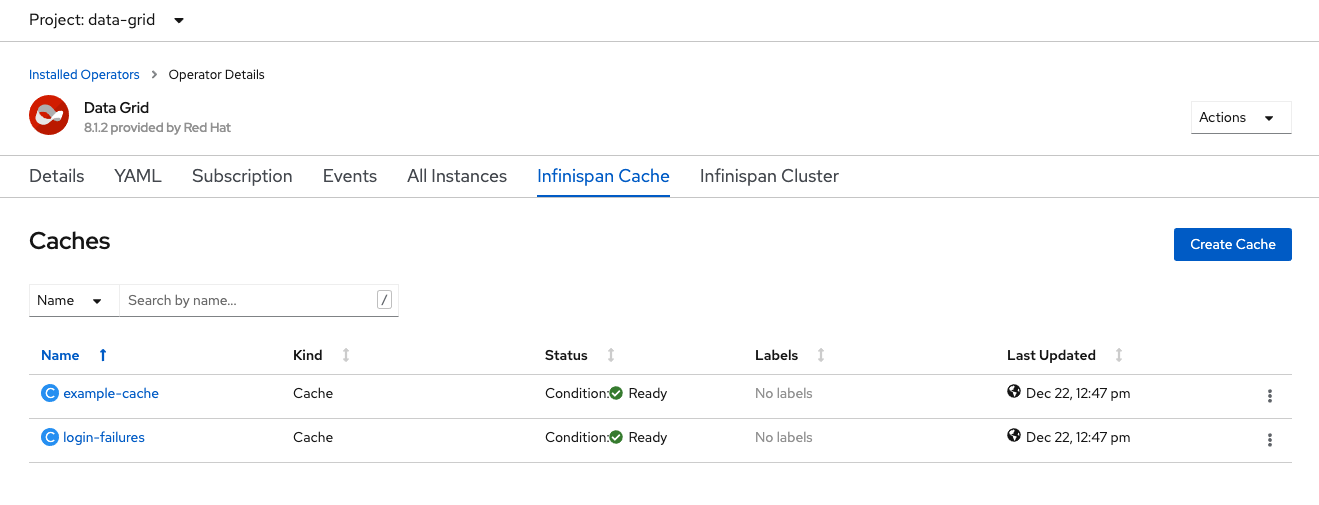 Project: data-grid
Installed Operators > Operator Details
Data Grid
8.1.2 provided by Red Hat
Actions
Details YAML Subscription Events All Instances Infinispan Cache Infinispan Cluster
Caches
Create Cache
Name Search by name... /
Name Kind Status Labels Last Updated
C example-cache Cache Condition: Ready No labels Dec 22, 12:47 pm
C login-failures Cache Condition: Ready No labels Dec 22, 12:47 pm